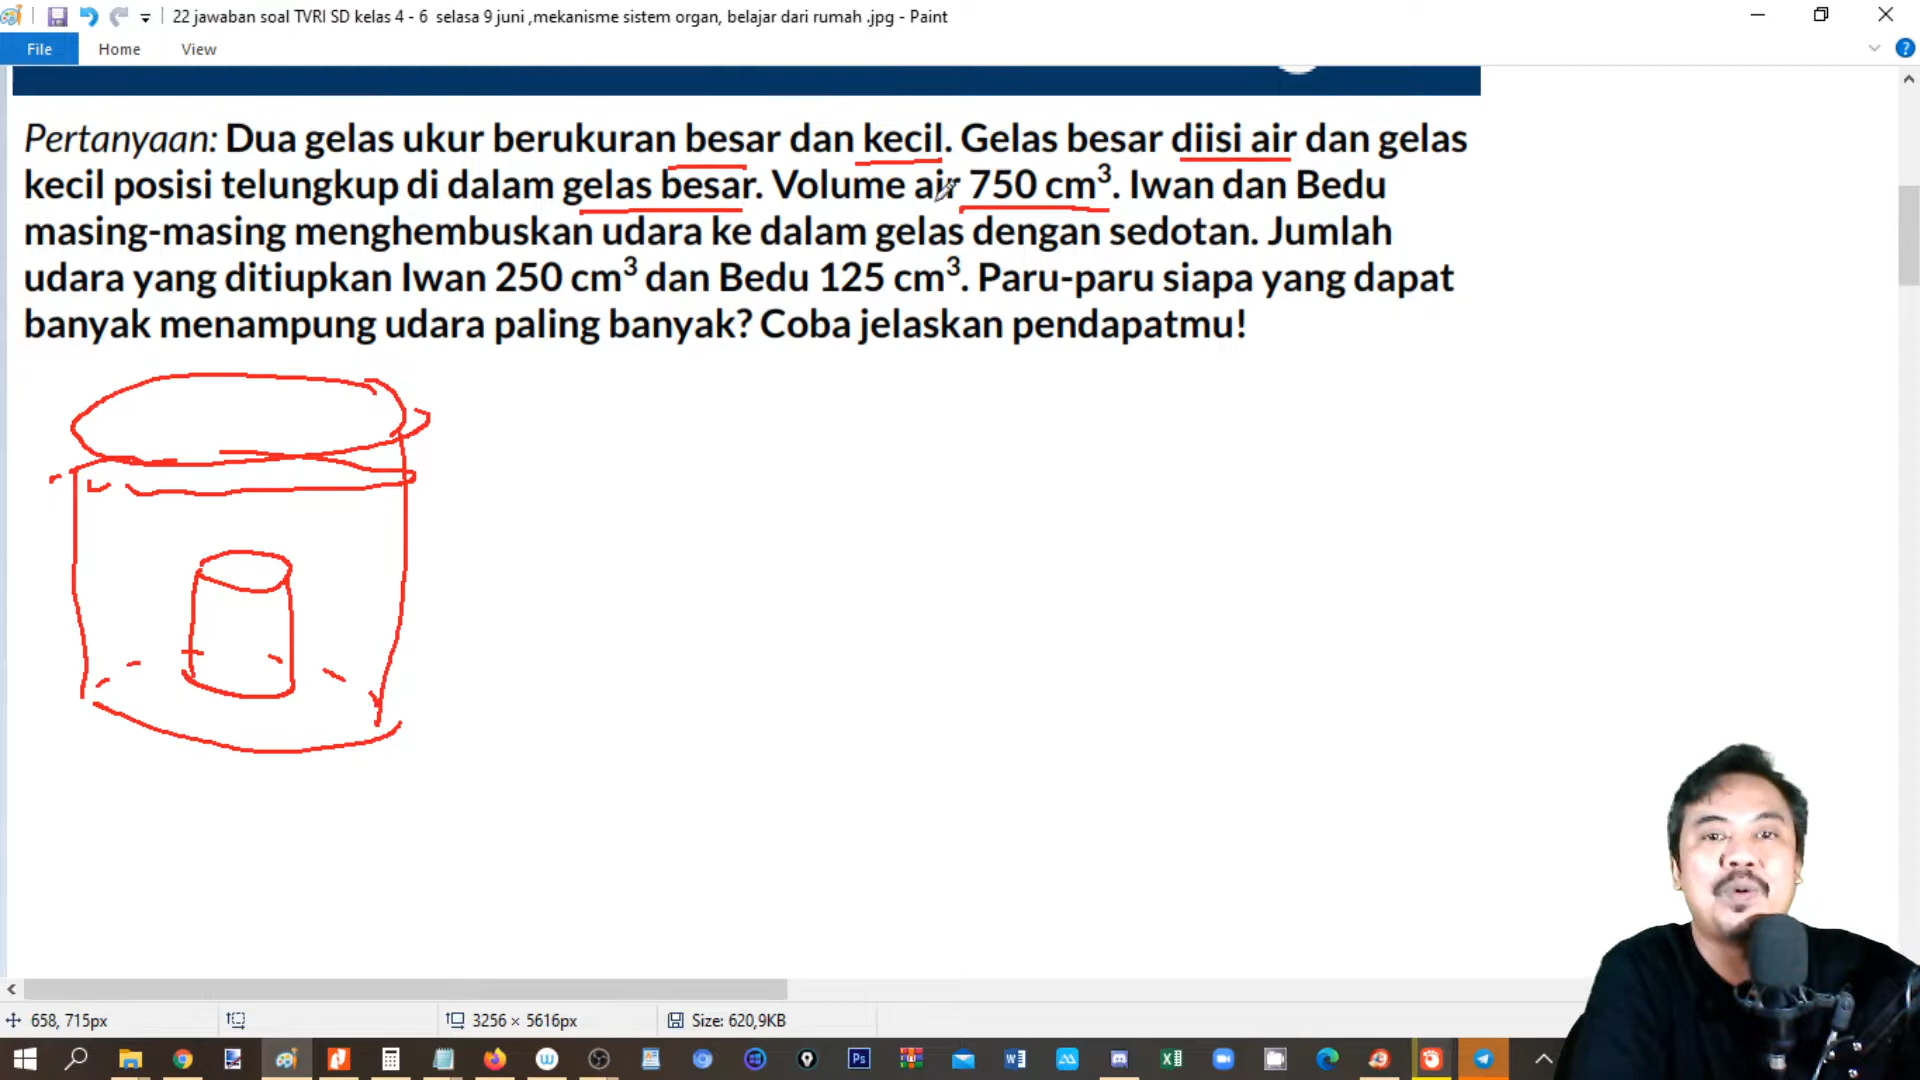 22 jawaban soal TVRI SD kelas 4 - 6 selasa 9 juni ,mekanisme sistem organ, belajar dari rumah .jpg - Paint
File Home View
Pertanyaan: Dua gelas ukur berukuran besar dan kecil. Gelas besar diisi air dan gelas
kecil posisi telungkup di dalam gelas besar. Volume air 750 cm³. Iwan dan Bedu
masing-masing menghembuskan udara ke dalam gelas dengan sedotan. Jumlah
udara yang ditiupkan Iwan 250 cm³ dan Bedu 125 cm³. Paru-paru siapa yang dapat
banyak menampung udara paling banyak? Coba jelaskan pendapatmu!
658, 715px 3256 × 5616px Size: 620,9KB